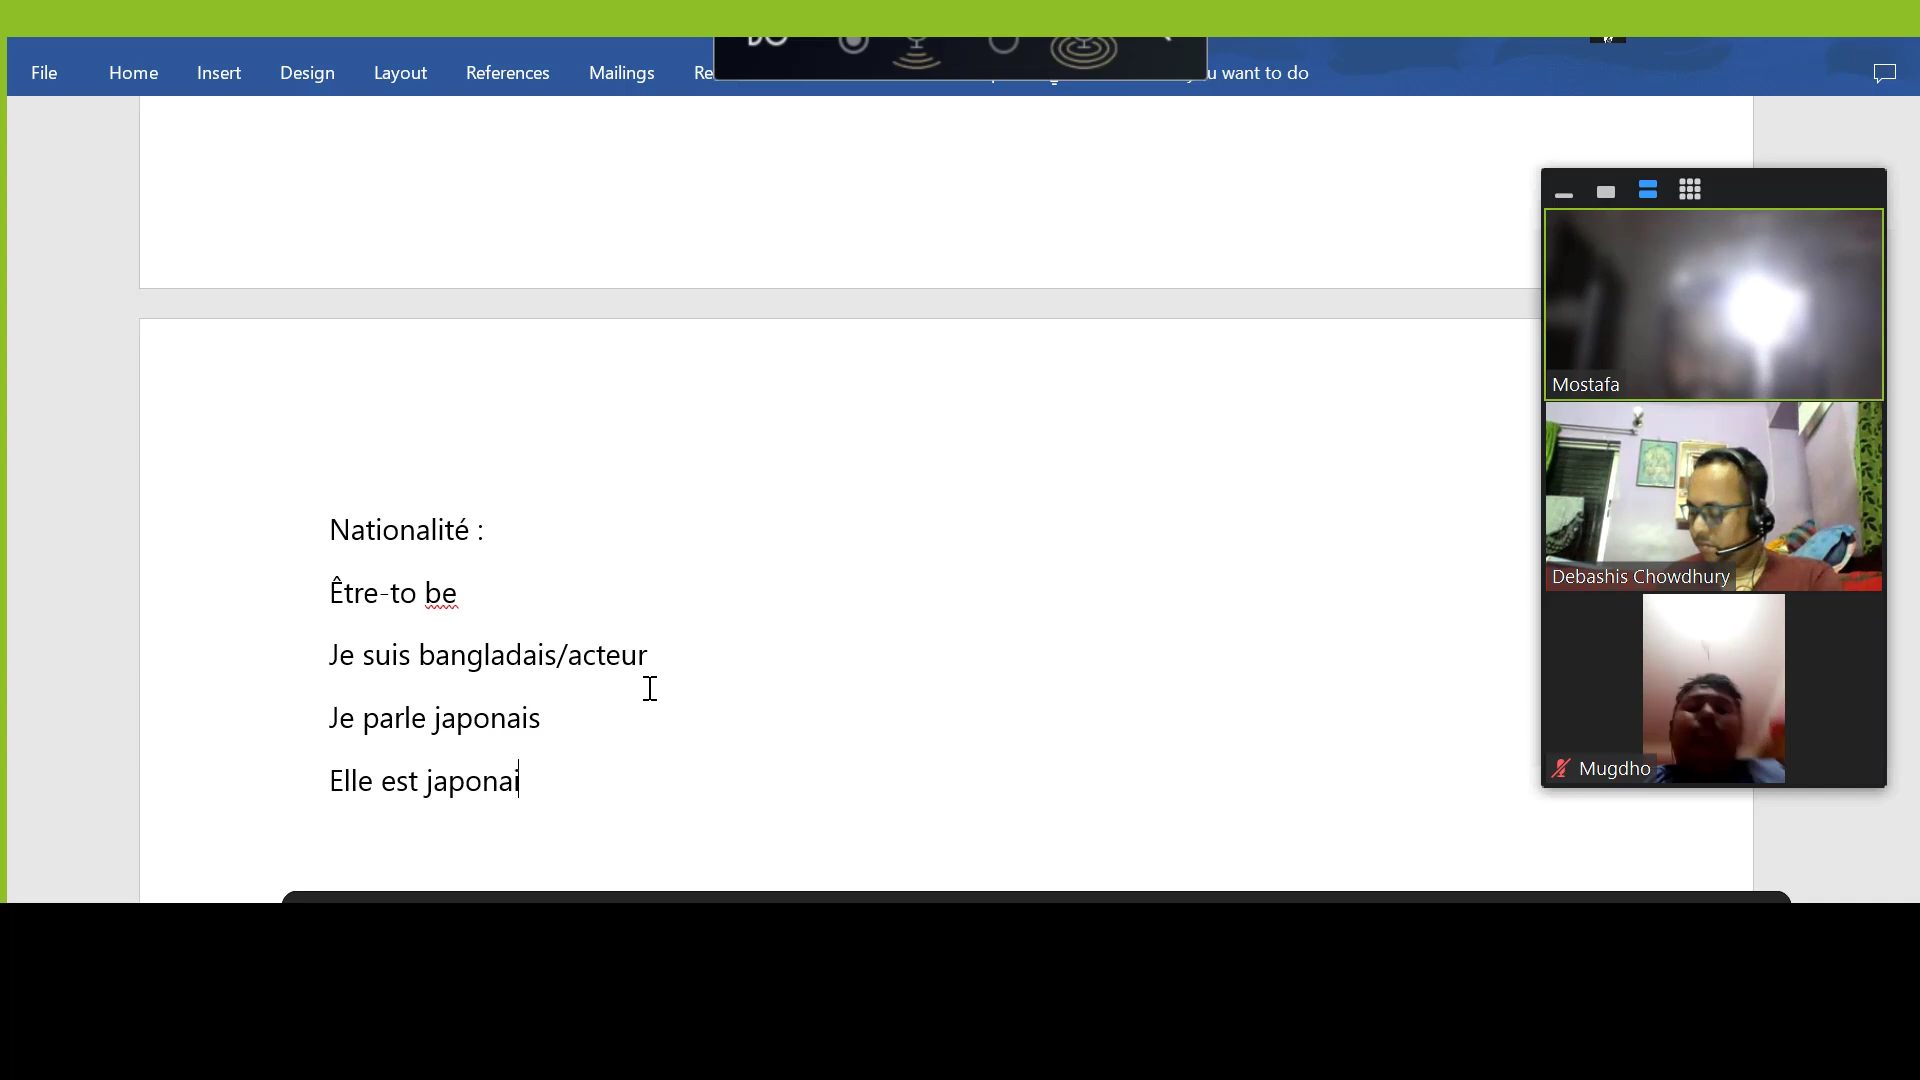 File Home Insert Design Layout References Mailings Re u want to do
Nationalité :
Être-to be
Je suis bangladais/acteur
Je parle japonais
Elle est japonai
Mostafa
Debashis Chowdhury
Mugdho